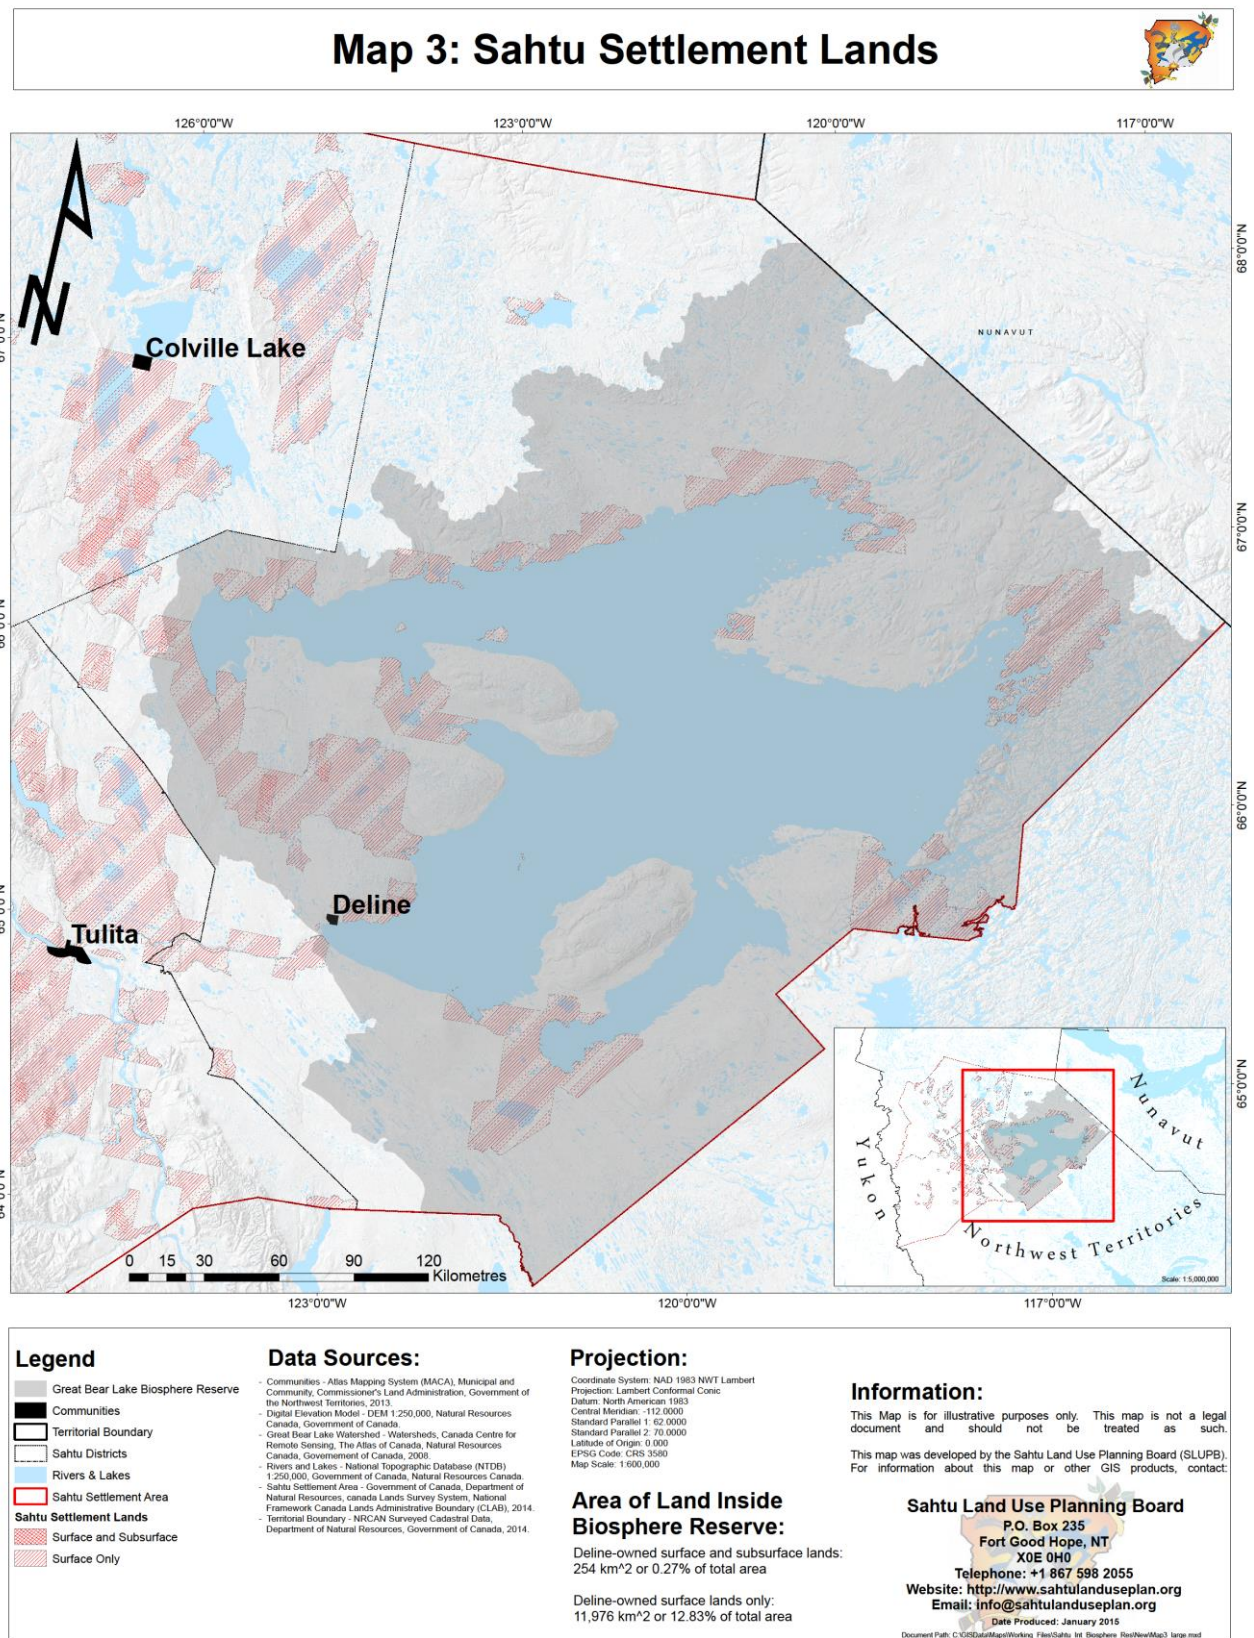 Map 3: Sahtu Settlement Lands
126°0'0"W
123°0'0"W
120°0'0"W
117°0'0"W
68°0'0"N
NUNAVUT
Colville Lake
67°0'0"N
66°0'0"N
Deline
Tulita
65°0'0"N
N
Nunavut
Yukon
Northwest Territories
Scale: 1:5,000,000
0 15 30 60 90 120
Kilometres
123°0'0"W
120°0'0"W
117°0'0"W
Legend
Great Bear Lake Biosphere Reserve
Communities
Territorial Boundary
Sahtu Districts
Rivers & Lakes
Sahtu Settlement Area
Sahtu Settlement Lands
Surface and Subsurface
Surface Only
Data Sources:
- Communities - Atlas Mapping System (MACA), Municipal and
Community, Commissioner's Land Administration, Government of
the Northwest Territories, 2013.
- Digital Elevation Model - DEM 1:250,000, Natural Resources
Canada, Government of Canada.
- Great Bear Lake Watershed - Watersheds, Canada Centre for
Remote Sensing, The Atlas of Canada, Natural Resources
Canada, Governement of Canada, 2008.
- Rivers and Lakes - National Topographic Database (NTDB)
1:250,000, Government of Canada, Natural Resources Canada.
- Sahtu Settlement Area - Government of Canada, Department of
Natural Resources, canada Lands Survey System, National
Framework Canada Lands Administrative Boundary (CLAB), 2014.
- Territorial Boundary - NRCAN Surveyed Cadastral Data,
Department of Natural Resources, Government of Canada, 2014.
Projection:
Coordinate System: NAD 1983 NWT Lambert
Projection: Lambert Conformal Conic
Datum: North American 1983
Central Meridian: -112.0000
Standard Parallel 1: 62.0000
Standard Parallel 2: 70.0000
Latitude of Origin: 0.000
EPSG Code: CRS 3580
Map Scale: 1:600,000
Area of Land Inside
Biosphere Reserve:
Deline-owned surface and subsurface lands:
254 km^2 or 0.27% of total area
Deline-owned surface lands only:
11,976 km^2 or 12.83% of total area
Information:
This Map is for illustrative purposes only. This map is not a legal
document and should not be treated as such.
This map was developed by the Sahtu Land Use Planning Board (SLUPB).
For information about this map or other GIS products, contact:
Sahtu Land Use Planning Board
P.O. Box 235
Fort Good Hope, NT
X0E 0H0
Telephone: +1 867 598 2055
Website: http://www.sahtulanduseplan.org
Email: info@sahtulanduseplan.org
Date Produced: January 2015
Document Path: C:\GISData\Maps\Working_Files\Sahtu_Int_Biosphere_Res\New\Map3_large.mxd